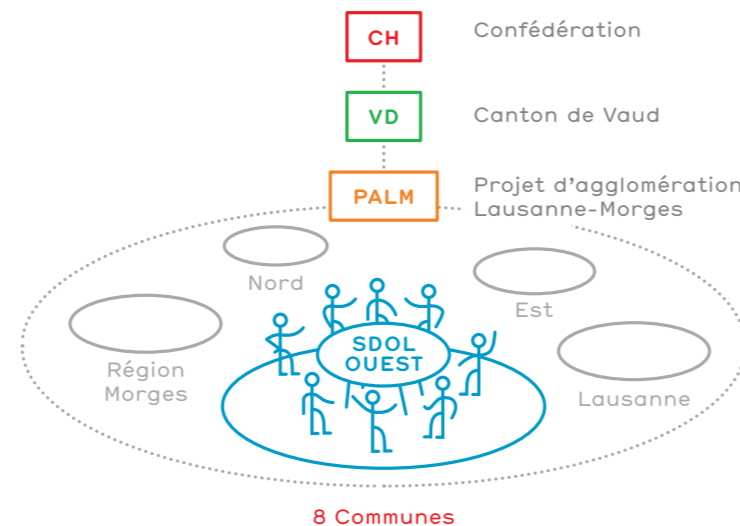 CH
Confédération
VD
Canton de Vaud
PALM
Projet d’agglomération
Lausanne-Morges
Nord
Est
SDOL
OUEST
Région
Morges
Lausanne
8 Communes